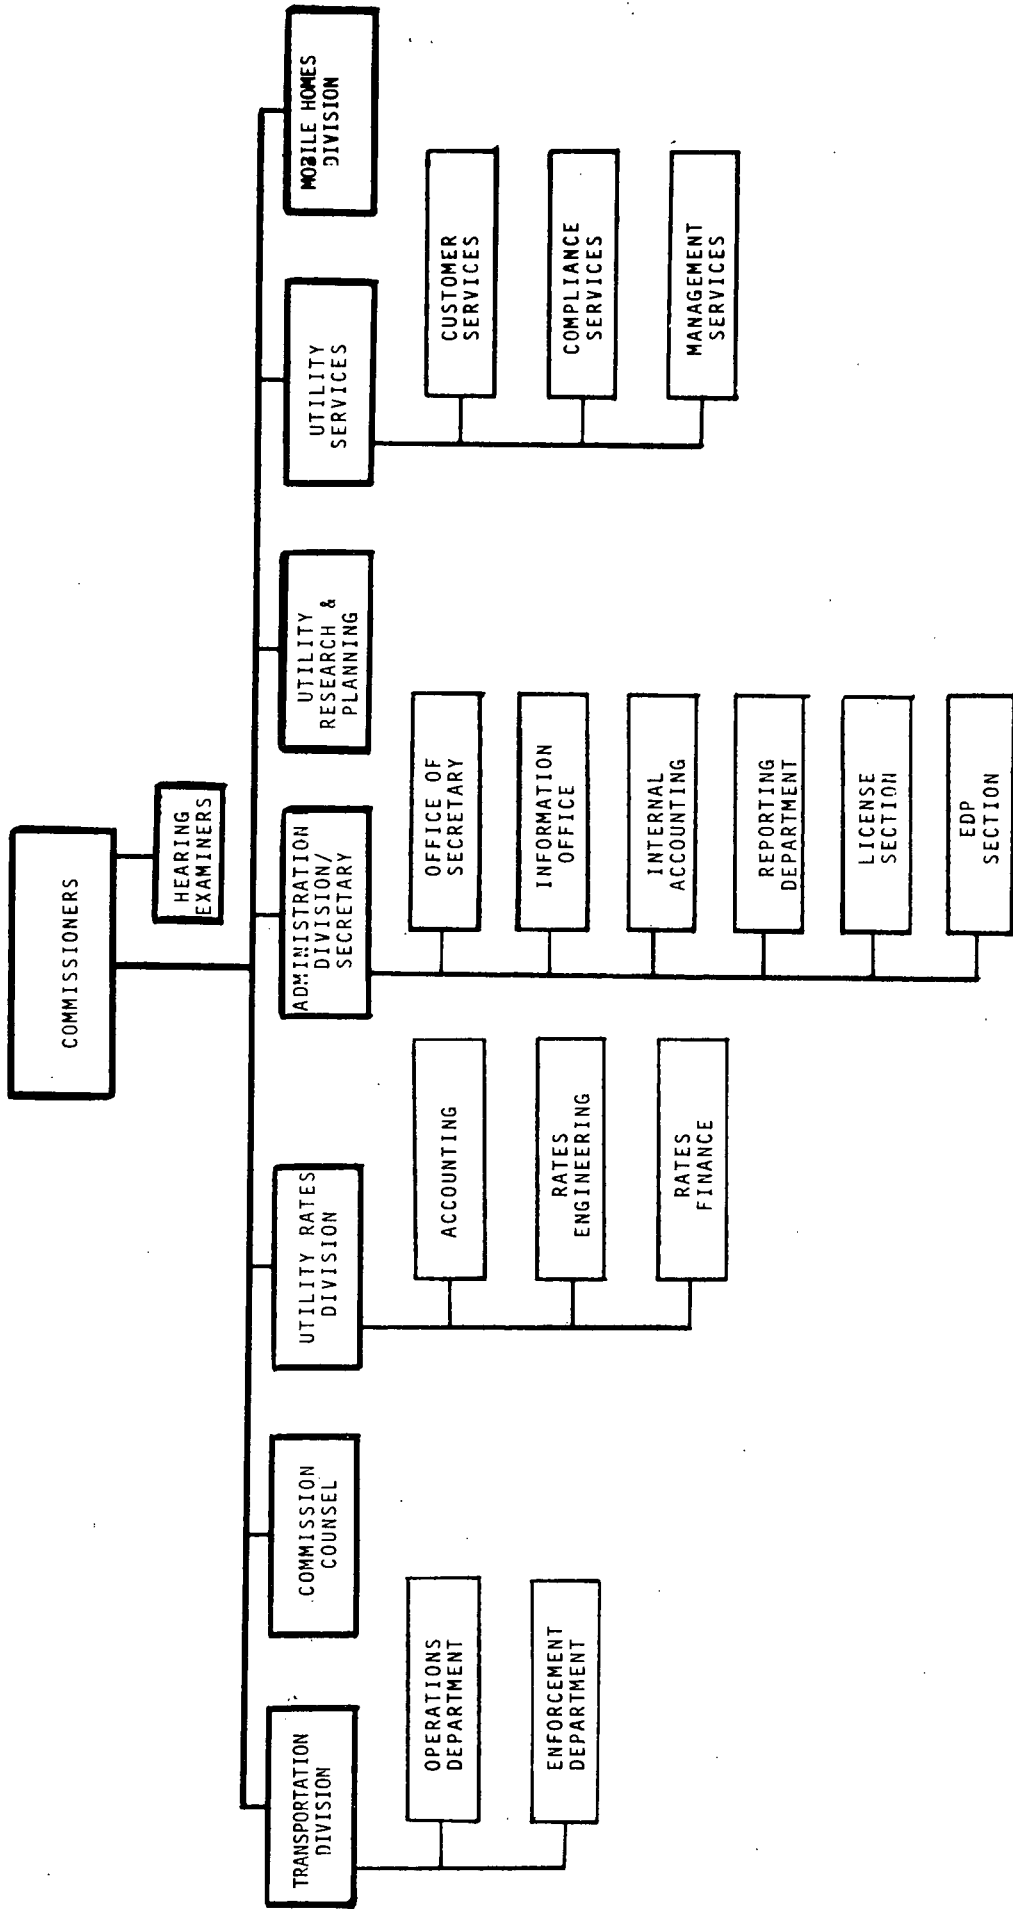 COMMISSIONERS
HEARING
EXAMINERS
TRANSPORTATION
DIVISION
COMMISSION
COUNSEL
UTILITY RATES
DIVISION
ADMINISTRATION
DIVISION/
SECRETARY
UTILITY
RESEARCH &
PLANNING
UTILITY
SERVICES
MOBILE HOMES
DIVISION
OPERATIONS
DEPARTMENT
ENFORCEMENT
DEPARTMENT
ACCOUNTING
RATES
ENGINEERING
RATES
FINANCE
OFFICE OF
SECRETARY
INFORMATION
OFFICE
INTERNAL
ACCOUNTING
REPORTING
DEPARTMENT
LICENSE
SECTION
EDP
SECTION
CUSTOMER
SERVICES
COMPLIANCE
SERVICES
MANAGEMENT
SERVICES